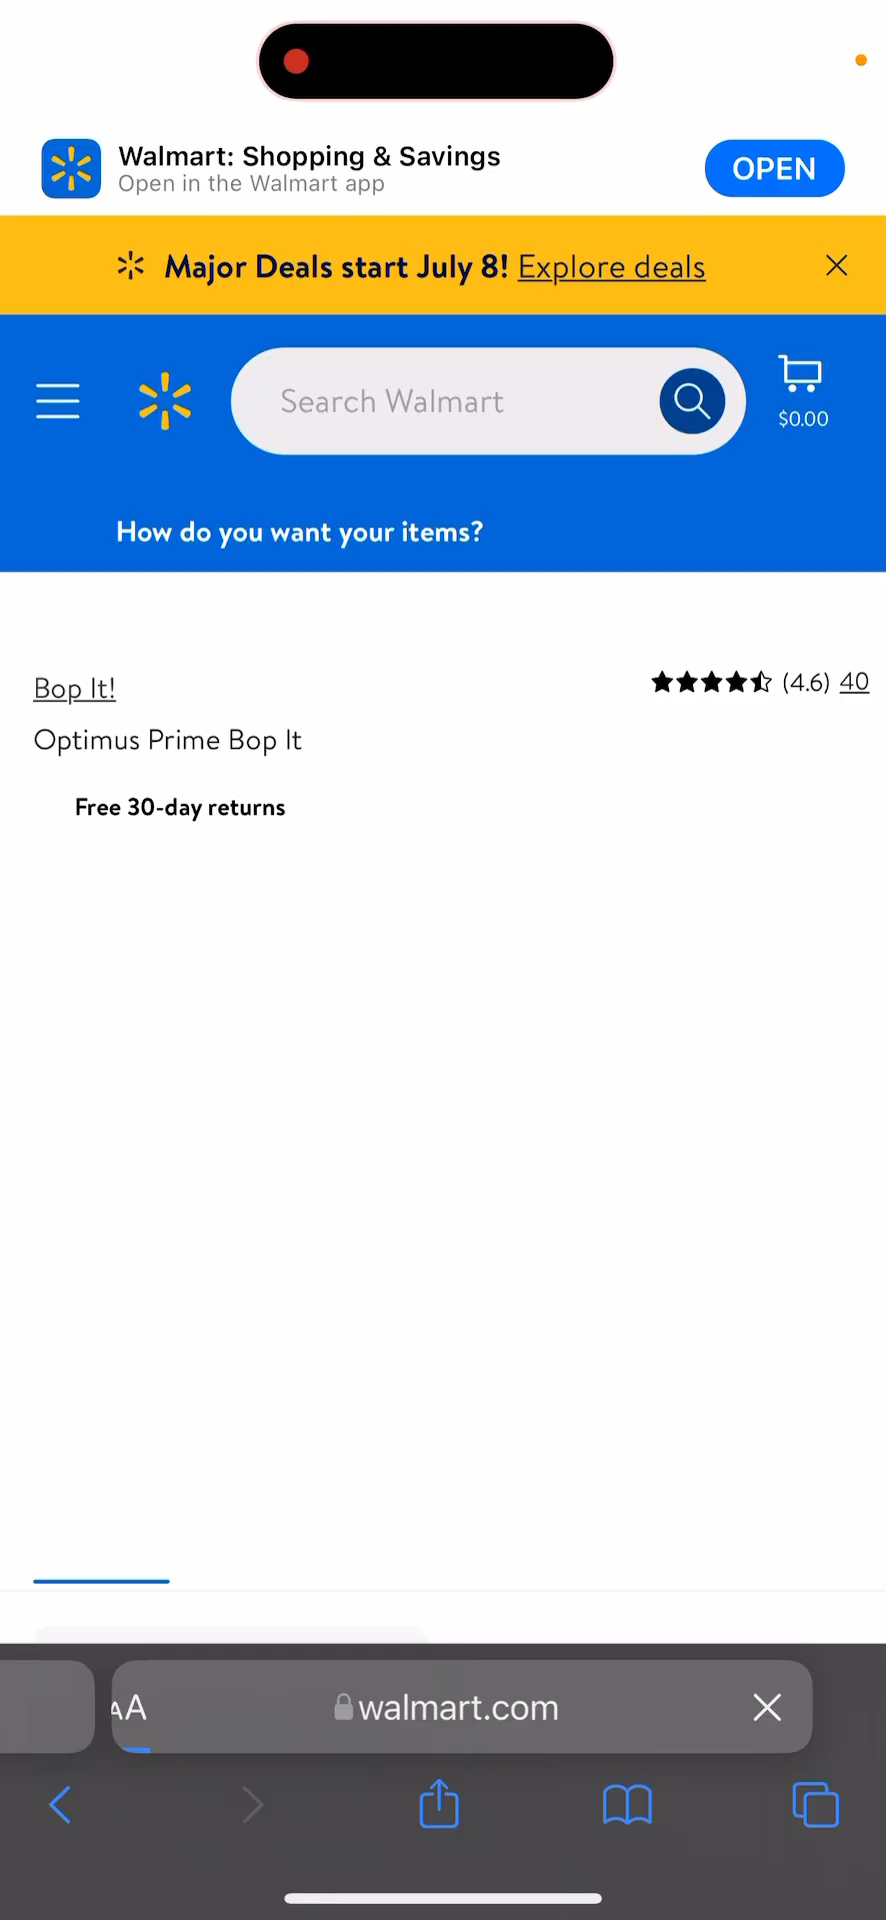 Walmart: Shopping & Savings
Open in the Walmart app
OPEN
Major Deals start July 8! Explore deals
Search Walmart
$0.00
How do you want your items?
Bop It!
(4.6) 40
Optimus Prime Bop It
Free 30-day returns
AA
walmart.com